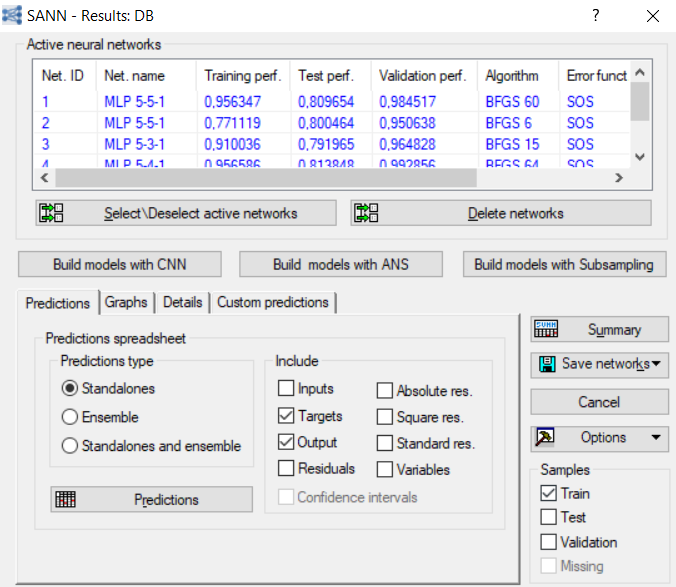 SANN - Results: DB
Active neural networks
Net. ID Net. name Training perf. Test perf. Validation perf. Algorithm Error funct
1 MLP 5-5-1 0,956347 0,809654 0,984517 BFGS 60 SOS
2 MLP 5-5-1 0,771119 0,800464 0,950638 BFGS 6 SOS
3 MLP 5-3-1 0,910036 0,791965 0,964828 BFGS 15 SOS
4 MLP 5-4-1 0,956586 0,813848 0,992856 BFGS 64 SOS
Select\Deselect active networks Delete networks
Build models with CNN Build models with ANS Build models with Subsampling
Predictions Graphs Details Custom predictions
Predictions spreadsheet
Predictions type
Standalones
Ensemble
Standalones and ensemble
Predictions
Include
Inputs Absolute res.
Targets Square res.
Output Standard res.
Residuals Variables
Confidence intervals
Summary
Save networks
Cancel
Options
Samples
Train
Test
Validation
Missing